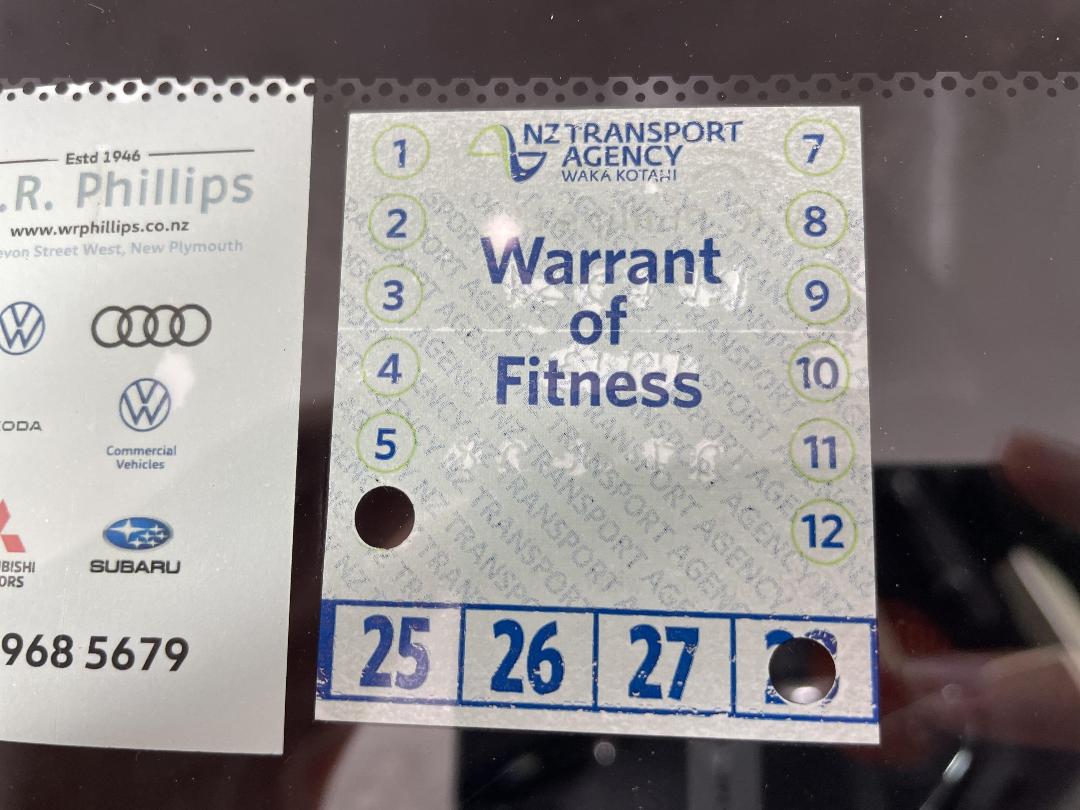 Estd 1946
.R. Phillips
www.wrphillips.co.nz
evon Street West, New Plymouth
ODA
Commercial
Vehicles
BISHI
ORS
SUBARU
968 5679
NZ TRANSPORT
AGENCY
WAKA KOTAHI
Warrant
of
Fitness
1
2
3
4
5
7
8
9
10
11
12
25 26 27